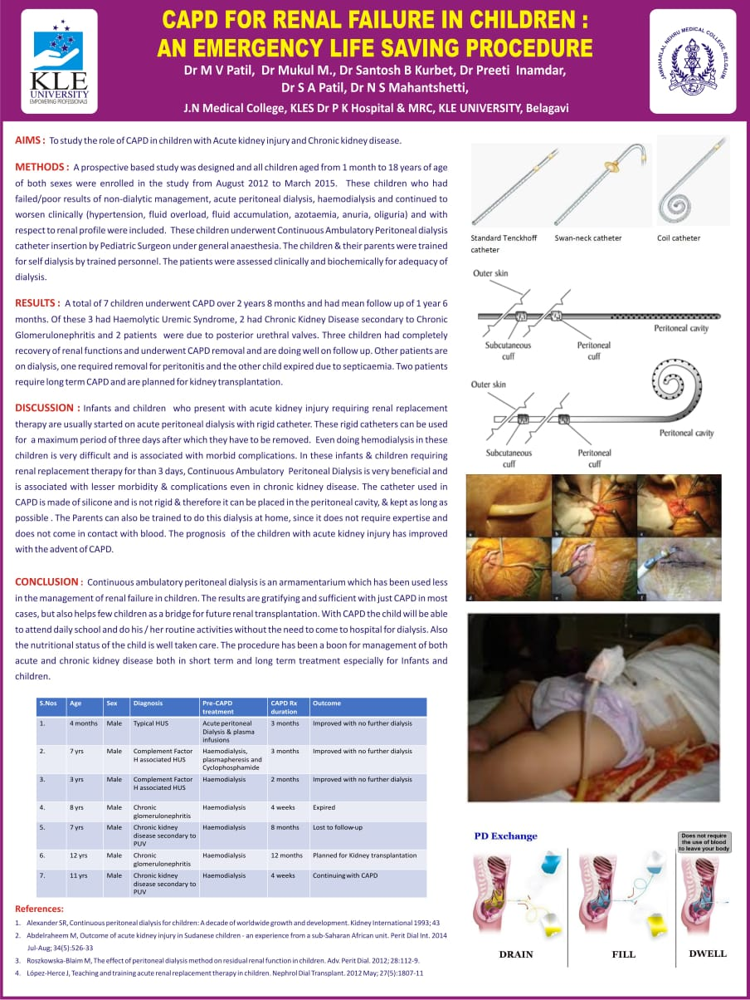 CAPD FOR RENAL FAILURE IN CHILDREN :
AN EMERGENCY LIFE SAVING PROCEDURE
Dr M V Patil, Dr Mukul M., Dr Santosh B Kurbet, Dr Preeti Inamdar,
Dr S A Patil, Dr N S Mahantshetti,
J.N Medical College, KLES Dr P K Hospital & MRC, KLE UNIVERSITY, Belagavi
KLE
UNIVERSITY
EMPOWERING PROFESSIONALS
JAWAHARLAL NEHRU MEDICAL COLLEGE, BELGAUM
AIMS : To study the role of CAPD in children with Acute kidney injury and Chronic kidney disease.
METHODS : A prospective based study was designed and all children aged from 1 month to 18 years of age
of both sexes were enrolled in the study from August 2012 to March 2015. These children who had
failed/poor results of non-dialytic management, acute peritoneal dialysis, haemodialysis and continued to
worsen clinically (hypertension, fluid overload, fluid accumulation, azotaemia, anuria, oliguria) and with
respect to renal profile were included. These children underwent Continuous Ambulatory Peritoneal dialysis
catheter insertion by Pediatric Surgeon under general anaesthesia. The children & their parents were trained
for self dialysis by trained personnel. The patients were assessed clinically and biochemically for adequacy of
dialysis.
RESULTS : A total of 7 children underwent CAPD over 2 years 8 months and had mean follow up of 1 year 6
months. Of these 3 had Haemolytic Uremic Syndrome, 2 had Chronic Kidney Disease secondary to Chronic
Glomerulonephritis and 2 patients were due to posterior urethral valves. Three children had completely
recovery of renal functions and underwent CAPD removal and are doing well on follow up. Other patients are
on dialysis, one required removal for peritonitis and the other child expired due to septicaemia. Two patients
require long term CAPD and are planned for kidney transplantation.
DISCUSSION : Infants and children who present with acute kidney injury requiring renal replacement
therapy are usually started on acute peritoneal dialysis with rigid catheter. These rigid catheters can be used
for a maximum period of three days after which they have to be removed. Even doing hemodialysis in these
children is very difficult and is associated with morbid complications. In these infants & children requiring
renal replacement therapy for than 3 days, Continuous Ambulatory Peritoneal Dialysis is very beneficial and
is associated with lesser morbidity & complications even in chronic kidney disease. The catheter used in
CAPD is made of silicone and is not rigid & therefore it can be placed in the peritoneal cavity, & kept as long as
possible . The Parents can also be trained to do this dialysis at home, since it does not require expertise and
does not come in contact with blood. The prognosis of the children with acute kidney injury has improved
with the advent of CAPD.
CONCLUSION : Continuous ambulatory peritoneal dialysis is an armamentarium which has been used less
in the management of renal failure in children. The results are gratifying and sufficient with just CAPD in most
cases, but also helps few children as a bridge for future renal transplantation. With CAPD the child will be able
to attend daily school and do his / her routine activities without the need to come to hospital for dialysis. Also
the nutritional status of the child is well taken care. The procedure has been a boon for management of both
acute and chronic kidney disease both in short term and long term treatment especially for Infants and
children.
S.Nos Age Sex Diagnosis Pre-CAPD treatment CAPD Rx duration Outcome
1. 4 months Male Typical HUS Acute peritoneal Dialysis & plasma infusions 3 months Improved with no further dialysis
2. 7 yrs Male Complement Factor H associated HUS Haemodialysis, plasmapheresis and Cyclophosphamide 3 months Improved with no further dialysis
3. 3 yrs Male Complement Factor H associated HUS Haemodialysis 2 months Improved with no further dialysis
4. 8 yrs Male Chronic glomerulonephritis Haemodialysis 4 weeks Expired
5. 7 yrs Male Chronic kidney disease secondary to PUV Haemodialysis 8 months Lost to follow-up
6. 12 yrs Male Chronic glomerulonephritis Haemodialysis 12 months Planned for Kidney transplantation
7. 11 yrs Male Chronic kidney disease secondary to PUV Haemodialysis 4 weeks Continuing with CAPD
References:
1. Alexander SR, Continuous peritoneal dialysis for children: A decade of worldwide growth and development. Kidney International 1993; 43
2. Abdelraheem M, Outcome of acute kidney injury in Sudanese children - an experience from a sub-Saharan African unit. Perit Dial Int. 2014
Jul-Aug; 34(5):526-33
3. Roszkowska-Blaim M, The effect of peritoneal dialysis method on residual renal function in children. Adv. Perit Dial. 2012; 28:112-9.
4. López-Herce J, Teaching and training acute renal replacement therapy in children. Nephrol Dial Transplant. 2012 May; 27(5):1807-11
Standard Tenckhoff
catheter
Swan-neck catheter
Coil catheter
Outer skin
Peritoneal cavity
Subcutaneous
cuff
Peritoneal
cuff
Outer skin
Peritoneal cavity
Subcutaneous
cuff
Peritoneal
cuff
a b c
d e f
PD Exchange
Does not require
the use of blood
to leave your body
DRAIN FILL DWELL